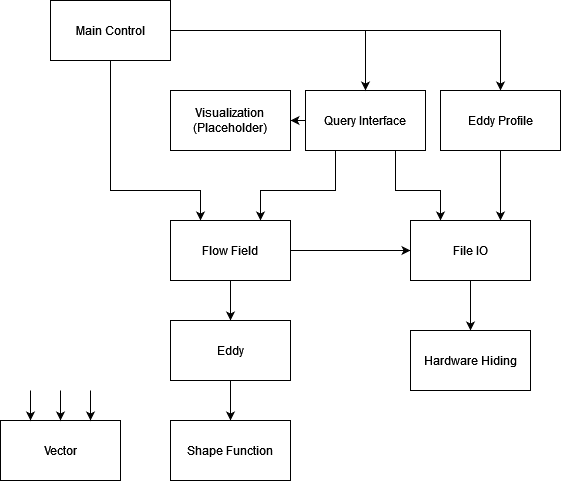 Main Control
Visualization
(Placeholder)
Query Interface
Eddy Profile
Flow Field
File IO
Eddy
Hardware Hiding
Vector
Shape Function